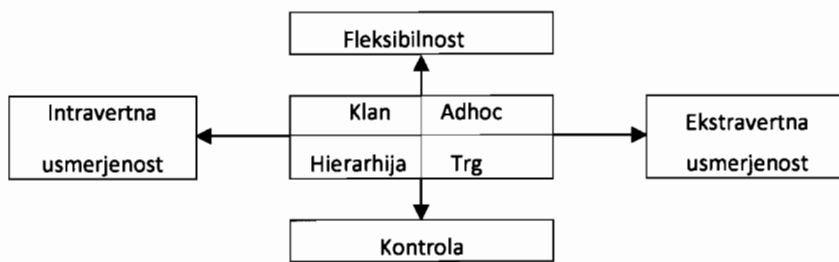 Fleksibilnost
Intravertna
usmerjenost
Klan
Adhoc
Hierarhija
Trg
Ekstravertna
usmerjenost
Kontrola